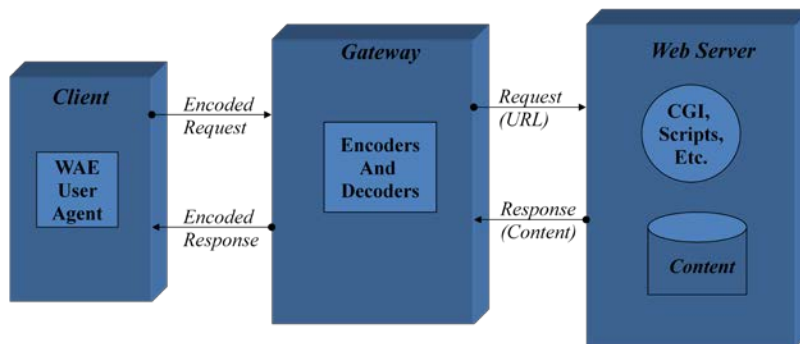 Client
WAE
User
Agent
Encoded
Request
Encoded
Response
Gateway
Encoders
And
Decoders
Request
(URL)
Response
(Content)
Web Server
CGI,
Scripts,
Etc.
Content